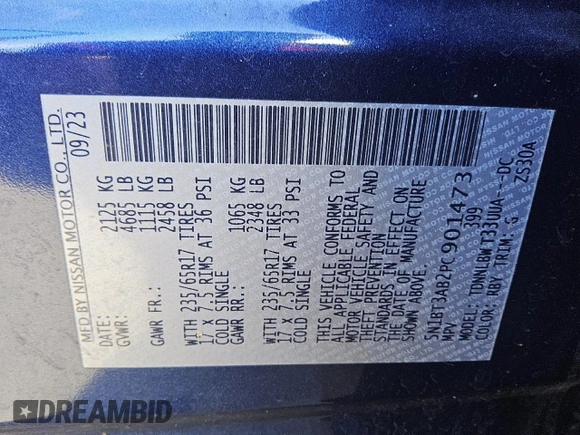 MFD BY NISSAN MOTOR CO., LTD.
DATE: 09/23
GVWR: 2125 KG
4685 LB
GAWR FR.: 1115 KG
2458 LB
WITH 235/65R17 TIRES
17 X 7.5 RIMS AT 36 PSI
COLD SINGLE
GAWR RR.: 1065 KG
2348 LB
WITH 235/65R17 TIRES
17 X 7.5 RIMS AT 33 PSI
COLD SINGLE
THIS VEHICLE CONFORMS TO
ALL APPLICABLE FEDERAL
MOTOR VEHICLE SAFETY AND
THEFT PREVENTION
STANDARDS IN EFFECT ON
THE DATE OF MANUFACTURE
SHOWN ABOVE.
5N1BT3AB2PC901473
MPV 399
MODEL: TDNNLBWT33UUA---DC
COLOR: RBY TRIM: G ZS30A
DREAMBID